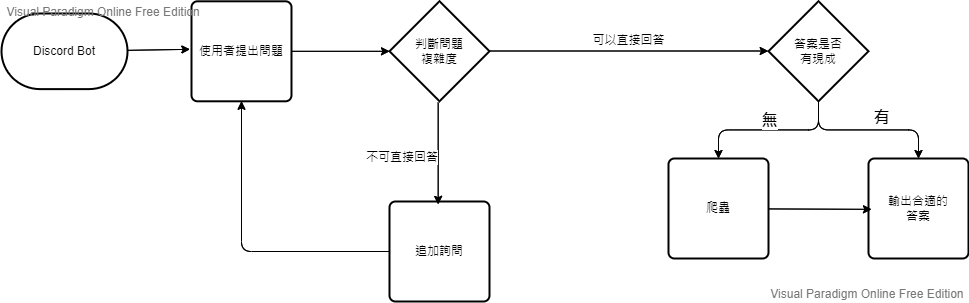 Visual Paradigm Online Free Edition
Discord Bot
使用者提出問題
判斷問題
複雜度
可以直接回答
答案是否
有現成
不可直接回答
無
有
追加詢問
爬蟲
輸出合適的
答案
Visual Paradigm Online Free Edition